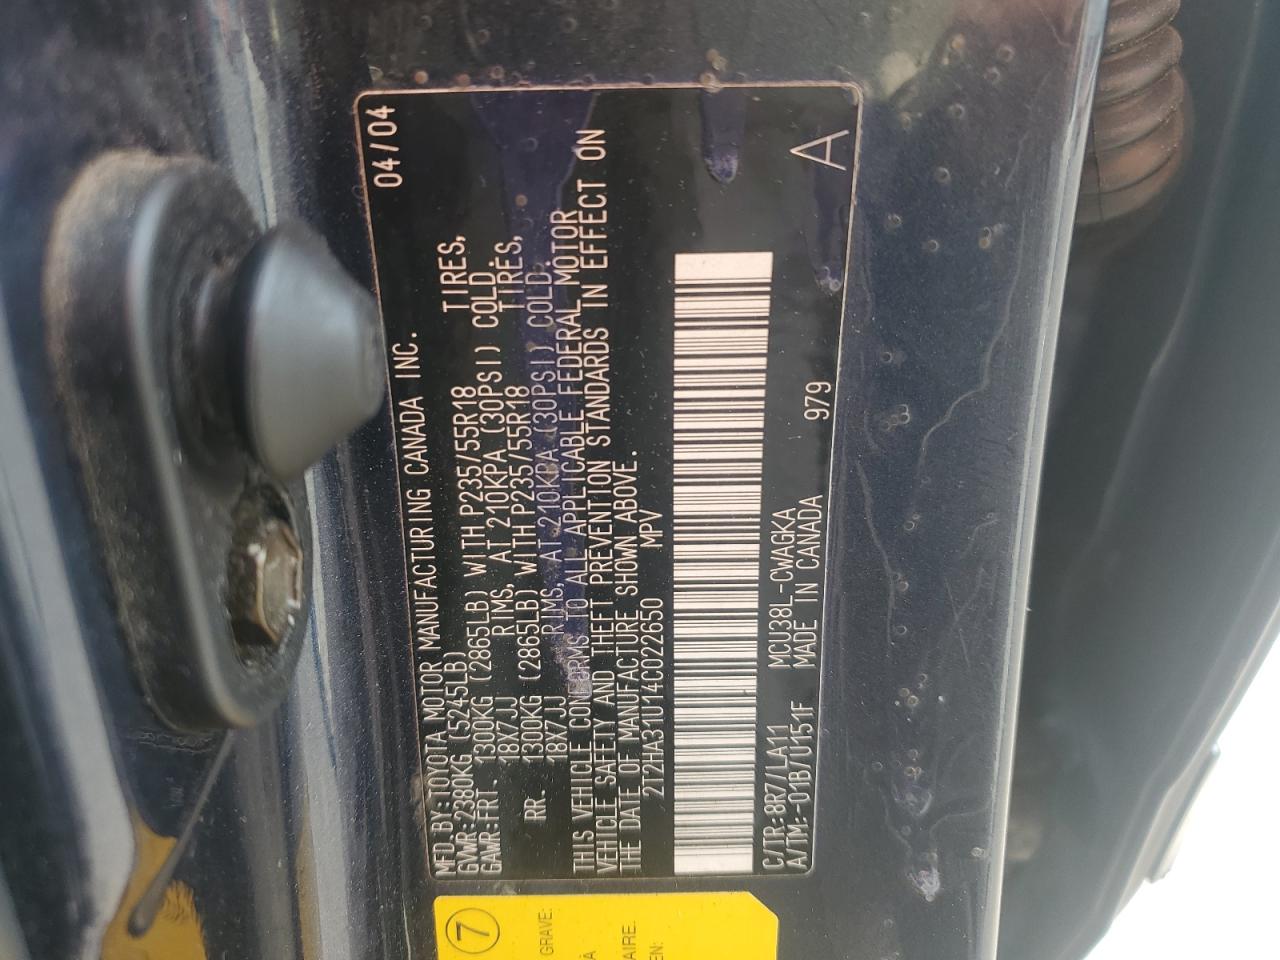 MFD. BY:TOYOTA MOTOR MANUFACTURING CANADA INC. 04/04
GVWR:2380KG (5245LB)
GAWR:FRT. 1300KG (2865LB) WITH P235/55R18 TIRES,
18X7JJ RIMS, AT 210KPA (30PSI) COLD
RR. 1300KG (2865LB) WITH P235/55R18 TIRES,
18X7JJ RIMS, AT 210KPA (30PSI) COLD.
THIS VEHICLE CONFORMS TO ALL APPLICABLE FEDERAL MOTOR
VEHICLE SAFETY AND THEFT PREVENTION STANDARDS IN EFFECT ON
THE DATE OF MANUFACTURE SHOWN ABOVE.
2T2HA31U14C022650 MPV
C/TR:8R7/LA11 MCU38L-CWAGKA 979
A/TM:-01B/U151F MADE IN CANADA
A
7
GRAVE:
À
AIRE.
EN: